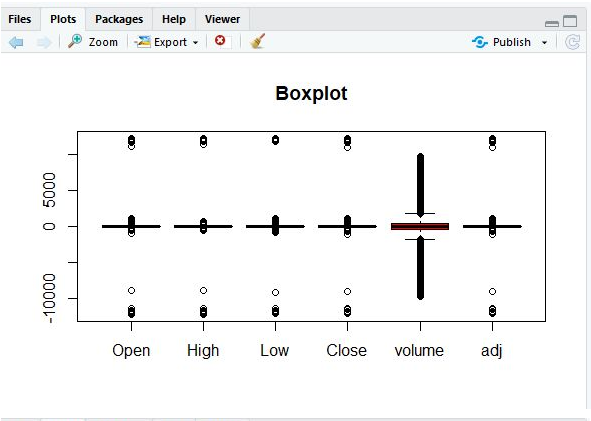 Files Plots Packages Help Viewer
Zoom Export Publish
Boxplot
5000
0
-10000
Open High Low Close volume adj